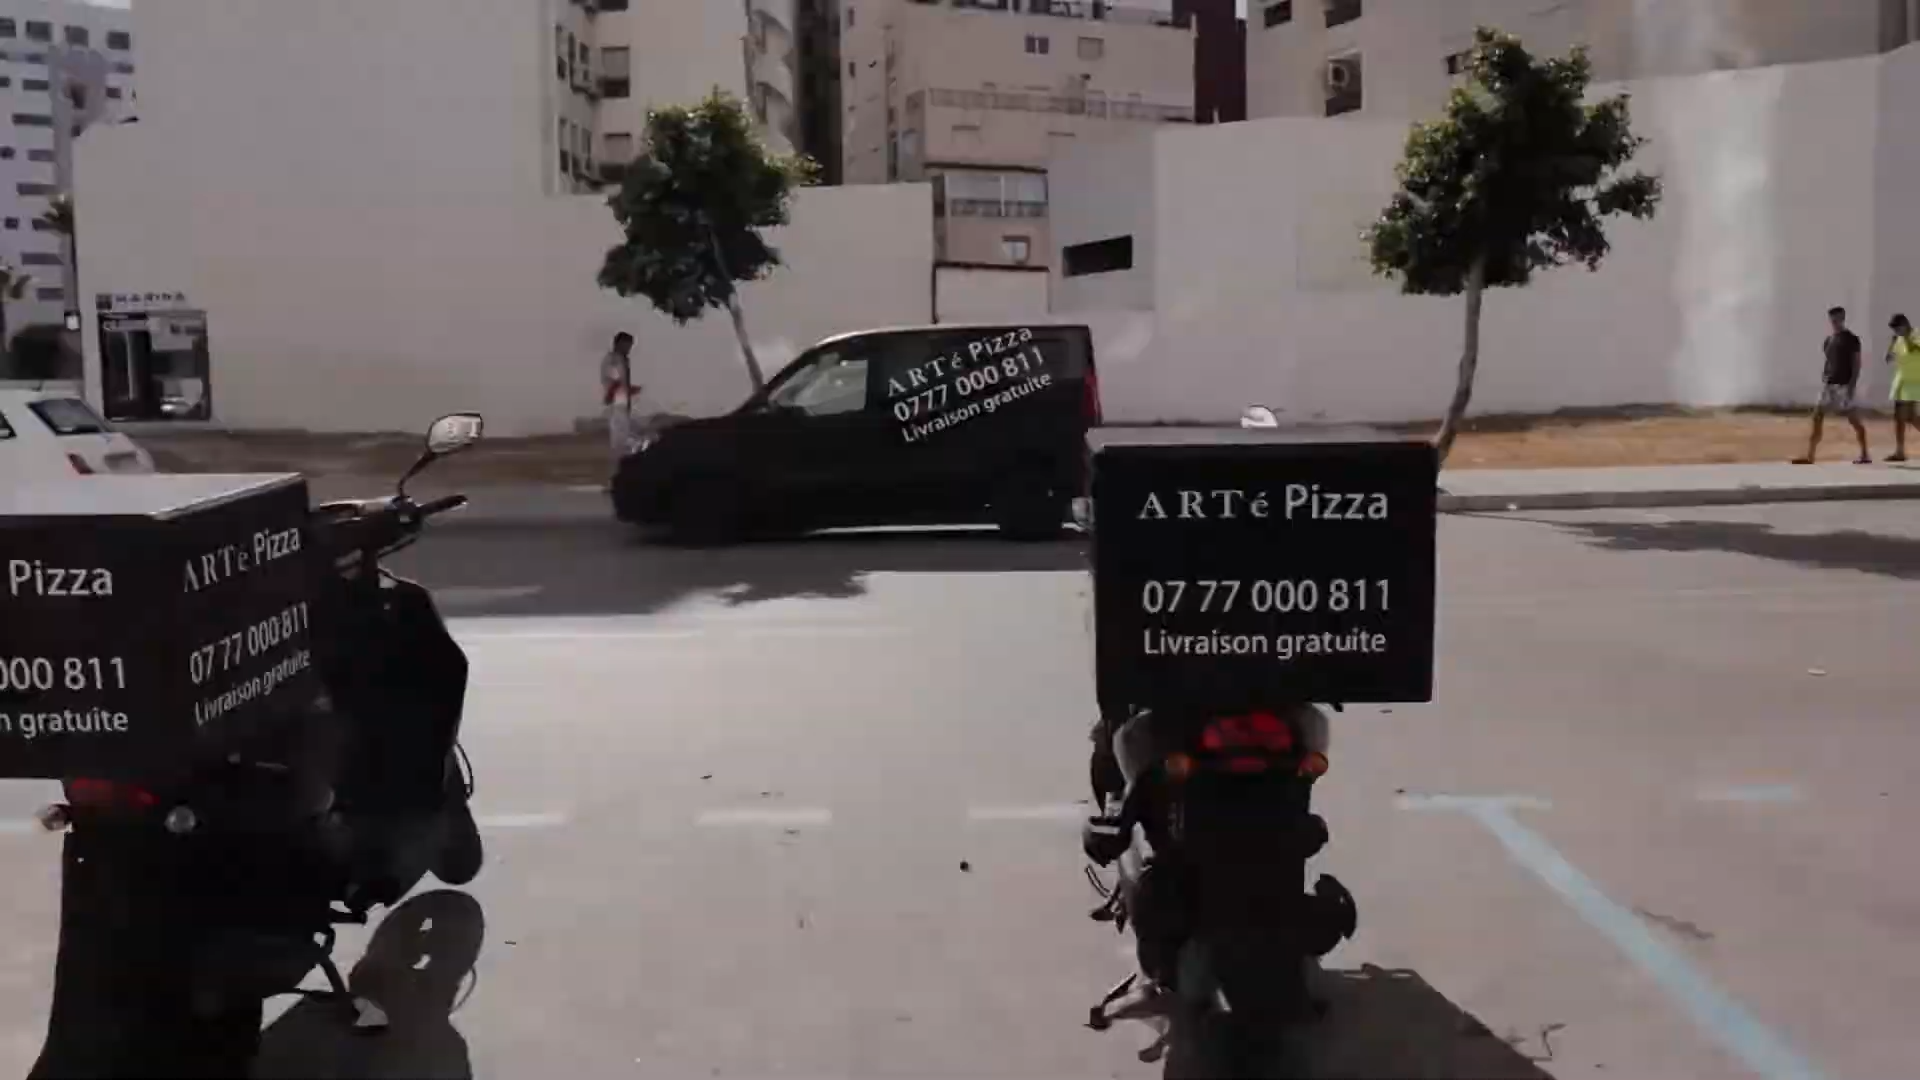 MARINA
ARTé Pizza
0777 000 811
Livraison gratuite
Pizza
000 811
gratuite
ARTé Pizza
07 77 000 811
Livraison gratuite
ARTé Pizza
07 77 000 811
Livraison gratuite